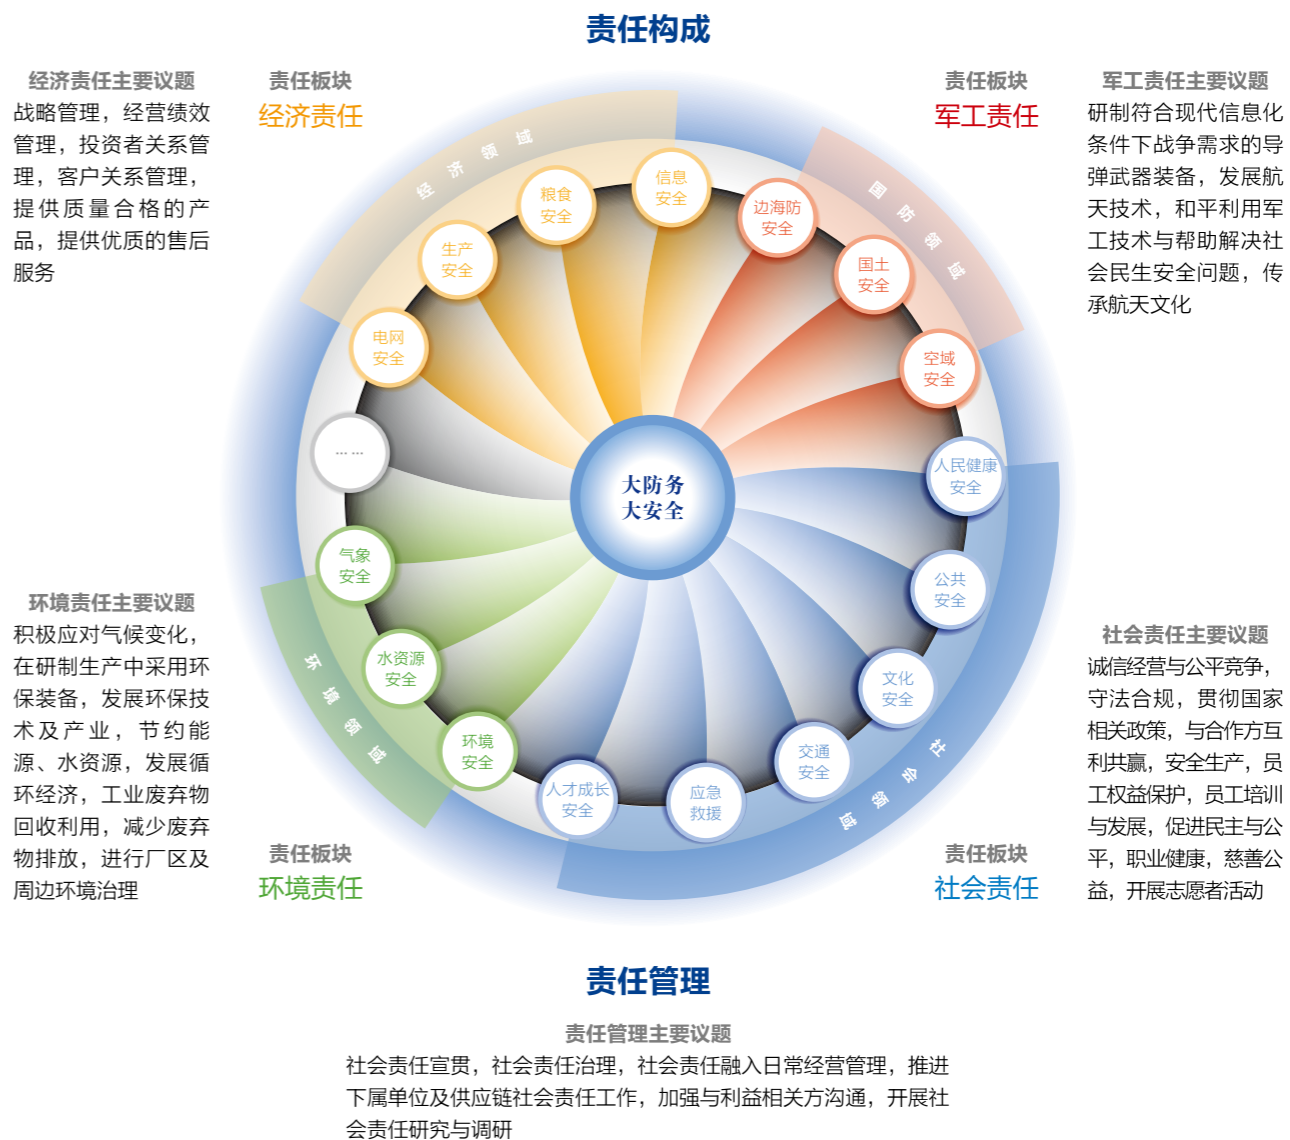 责任构成
经济责任主要议题
战略管理，经营绩效
管理，投资者关系管
理，客户关系管理，
提供质量合格的产
品，提供优质的售后
服务
责任板块
经济责任
责任板块
军工责任
军工责任主要议题
研制符合现代信息化
条件下战争需求的导
弹武器装备，发展航
天技术，和平利用军
工技术与帮助解决社
会民生安全问题，传
承航天文化
经济领域
国防领域
信息
安全
边海防
安全
国土
安全
空域
安全
人民健康
安全
公共
安全
文化
安全
交通
安全
应急
救援
人才成长
安全
环境
安全
水资源
安全
气象
安全
……
电网
安全
生产
安全
粮食
安全
大防务
大安全
环境领域
社会领域
环境责任主要议题
积极应对气候变化，
在研制生产中采用环
保装备，发展环保技
术及产业，节约能
源、水资源，发展循
环经济，工业废弃物
回收利用，减少废弃
物排放，进行厂区及
周边环境治理
责任板块
环境责任
责任板块
社会责任
社会责任主要议题
诚信经营与公平竞争，
守法合规，贯彻国家
相关政策，与合作方互
利共赢，安全生产，员
工权益保护，员工培训
与发展，促进民主与公
平，职业健康，慈善公
益，开展志愿者活动
责任管理
责任管理主要议题
社会责任宣贯，社会责任治理，社会责任融入日常经营管理，推进
下属单位及供应链社会责任工作，加强与利益相关方沟通，开展社
会责任研究与调研